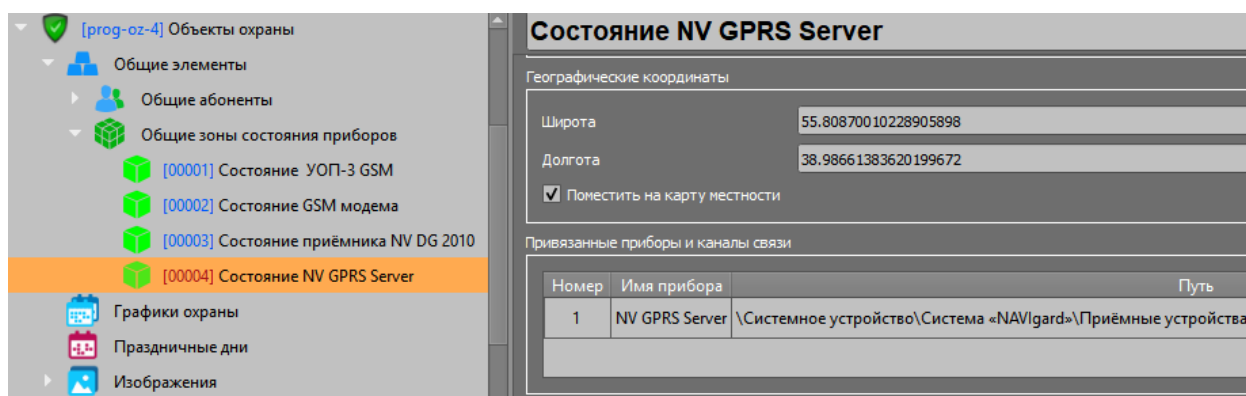 [prog-oz-4] Объекты охраны
Общие элементы
Общие абоненты
Общие зоны состояния приборов
[00001] Состояние УОП-3 GSM
[00002] Состояние GSM модема
[00003] Состояние приёмника NV DG 2010
[00004] Состояние NV GPRS Server
Графики охраны
Праздничные дни
Изображения
Состояние NV GPRS Server
Географические координаты
Широта 55.80870010228905898
Долгота 38.98661383620199672
Поместить на карту местности
Привязанные приборы и каналы связи
Номер Имя прибора Путь
1 NV GPRS Server \Системное устройство\Система «NAVIgard»\Приёмные устройства